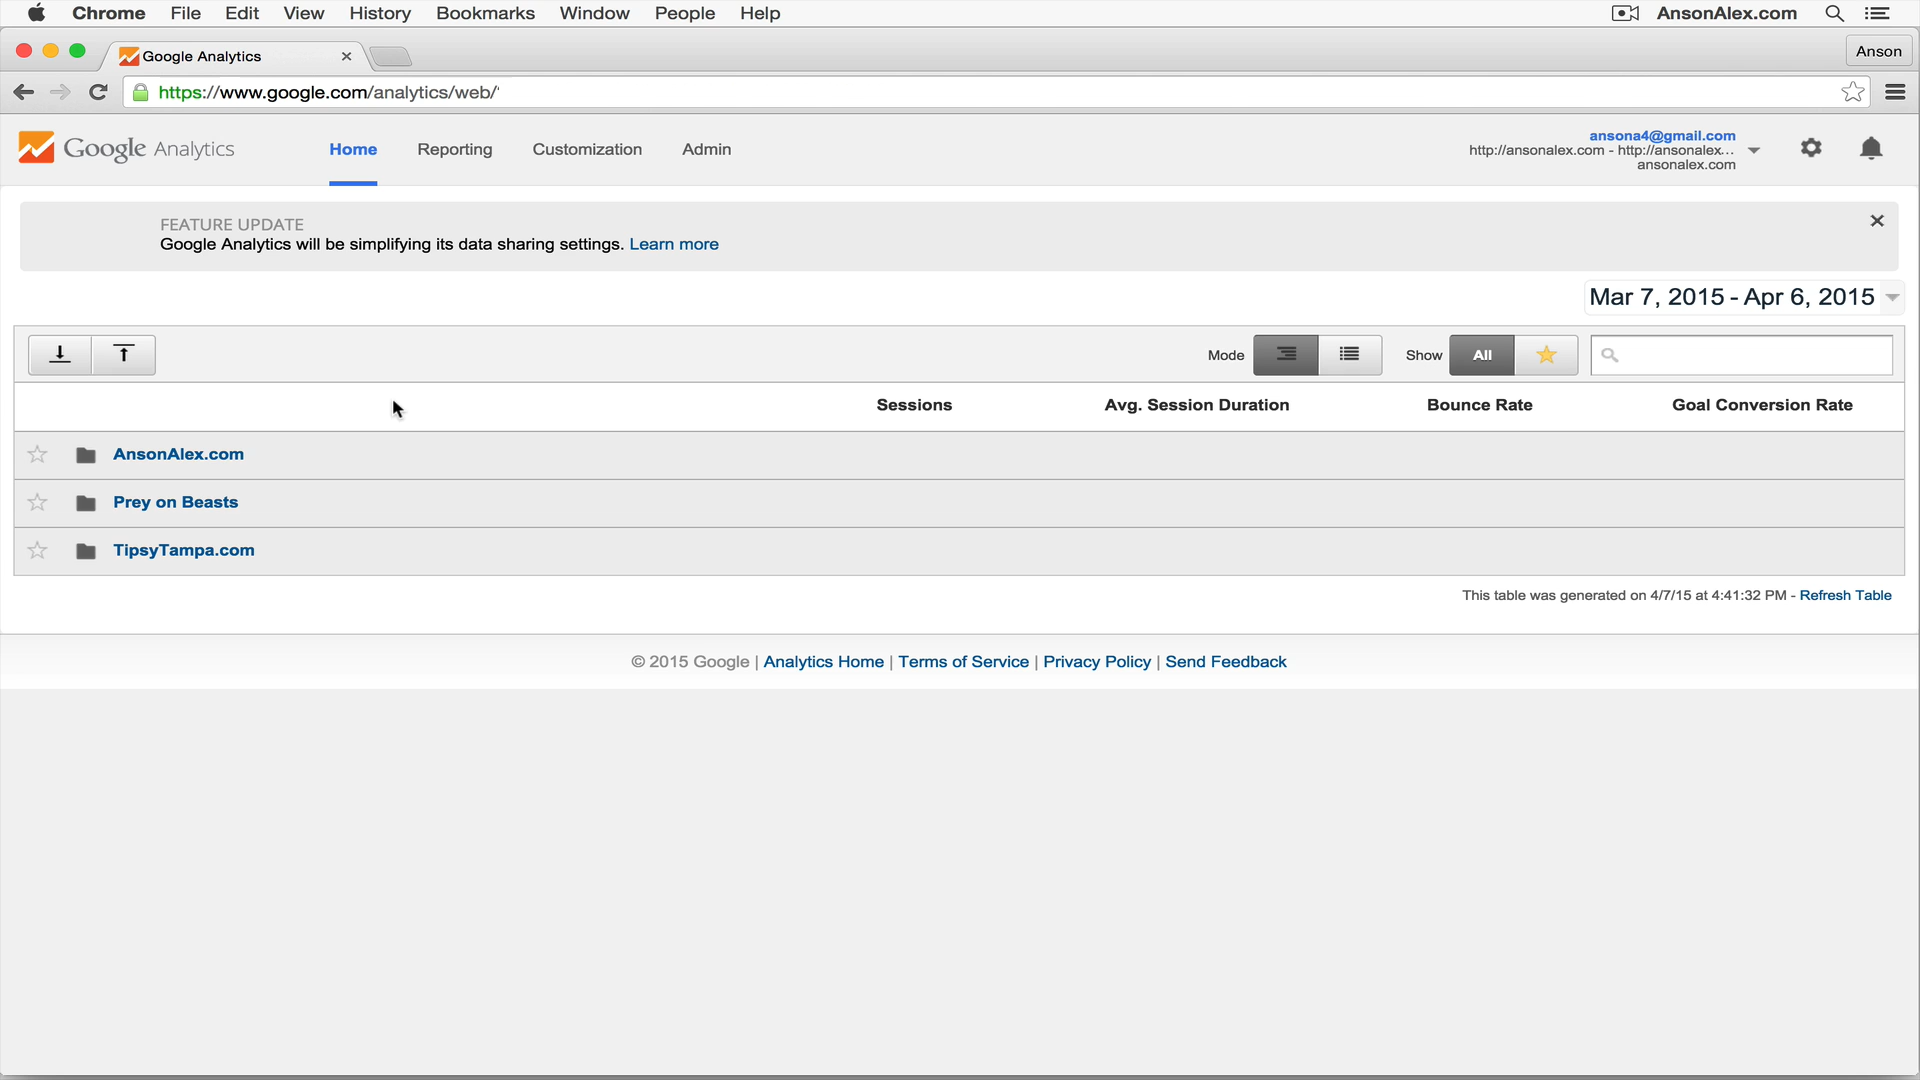 Chrome File Edit View History Bookmarks Window People Help AnsonAlex.com
Google Analytics Anson
https://www.google.com/analytics/web/'
Google Analytics Home Reporting Customization Admin
ansona4@gmail.com
http://ansonalex.com - http://ansonalex...
ansonalex.com
FEATURE UPDATE
Google Analytics will be simplifying its data sharing settings. Learn more
Mar 7, 2015 - Apr 6, 2015
Mode Show All
Sessions Avg. Session Duration Bounce Rate Goal Conversion Rate
AnsonAlex.com
Prey on Beasts
TipsyTampa.com
This table was generated on 4/7/15 at 4:41:32 PM - Refresh Table
© 2015 Google | Analytics Home | Terms of Service | Privacy Policy | Send Feedback